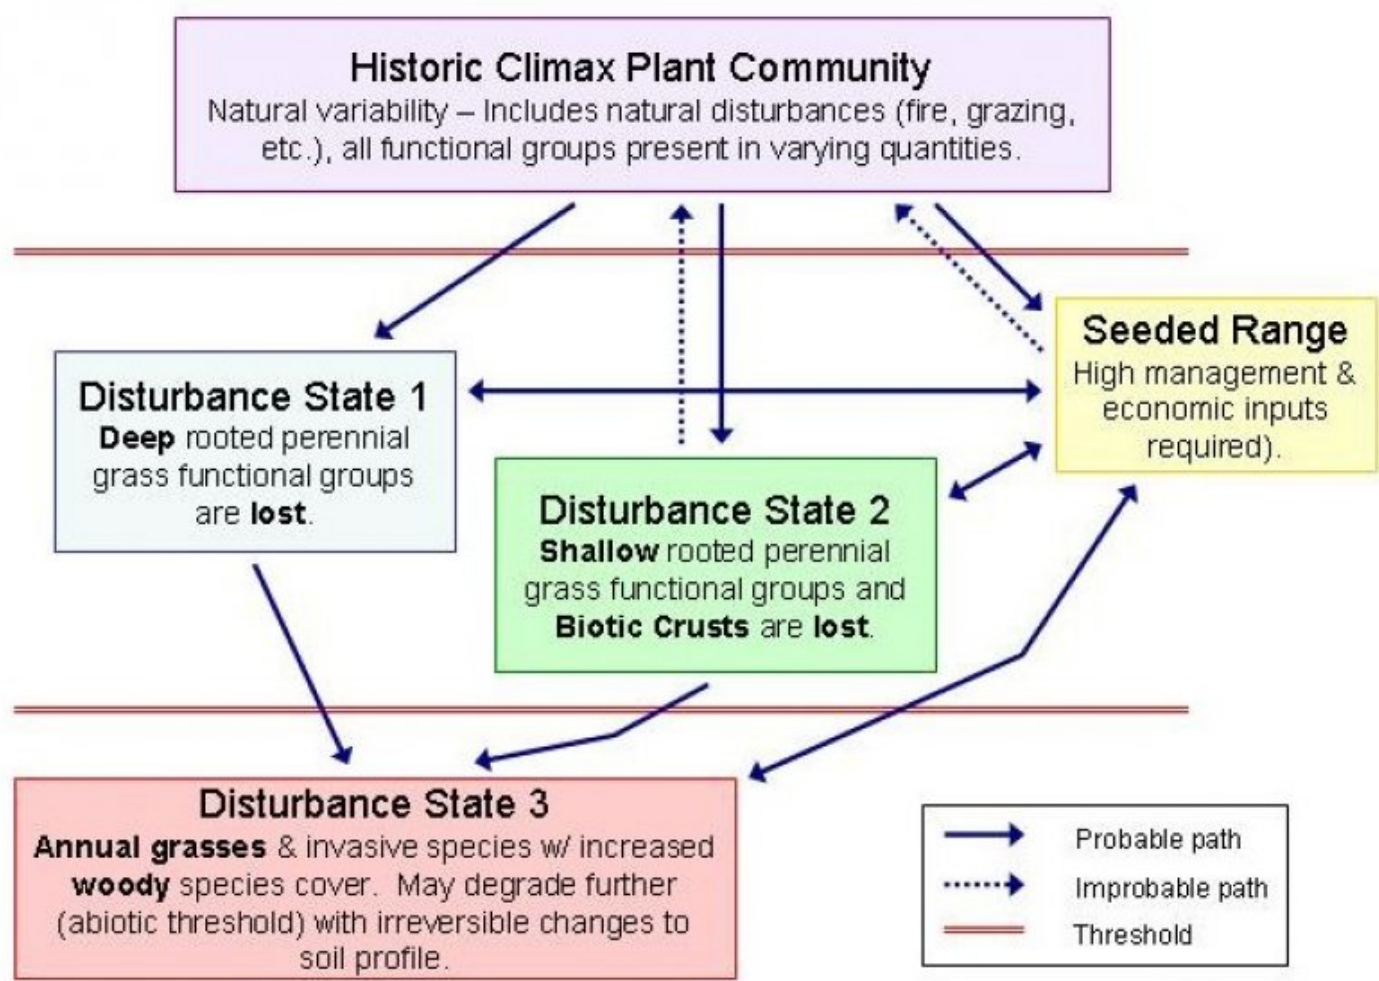 Historic Climax Plant Community
Natural variability – Includes natural disturbances (fire, grazing,
etc.), all functional groups present in varying quantities.
Seeded Range
High management &
economic inputs
required).
Disturbance State 1
Deep rooted perennial
grass functional groups
are lost.
Disturbance State 2
Shallow rooted perennial
grass functional groups and
Biotic Crusts are lost.
Disturbance State 3
Annual grasses & invasive species w/ increased
woody species cover. May degrade further
(abiotic threshold) with irreversible changes to
soil profile.
Probable path
Improbable path
Threshold